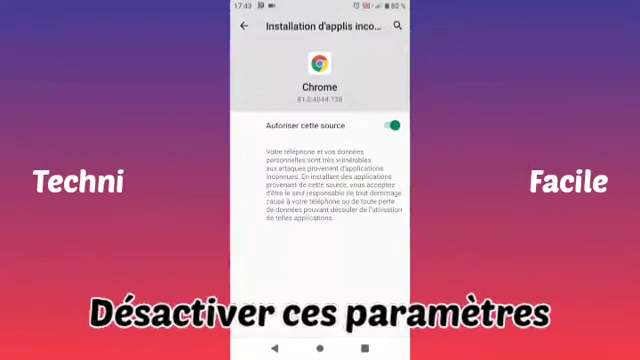 17:43
80 %
Installation d'applis inco...
Chrome
81.0.4044.138
Autoriser cette source
Votre téléphone et vos données
personnelles sont très vulnérables
aux attaques provenant d'applications
inconnues. En installant des applications
provenant de cette source, vous acceptez
d'être le seul responsable de tout dommage
causé à votre téléphone ou de toute perte
de données pouvant découler de l'utilisation
de telles applications.
Techni
Facile
Désactiver ces paramètres